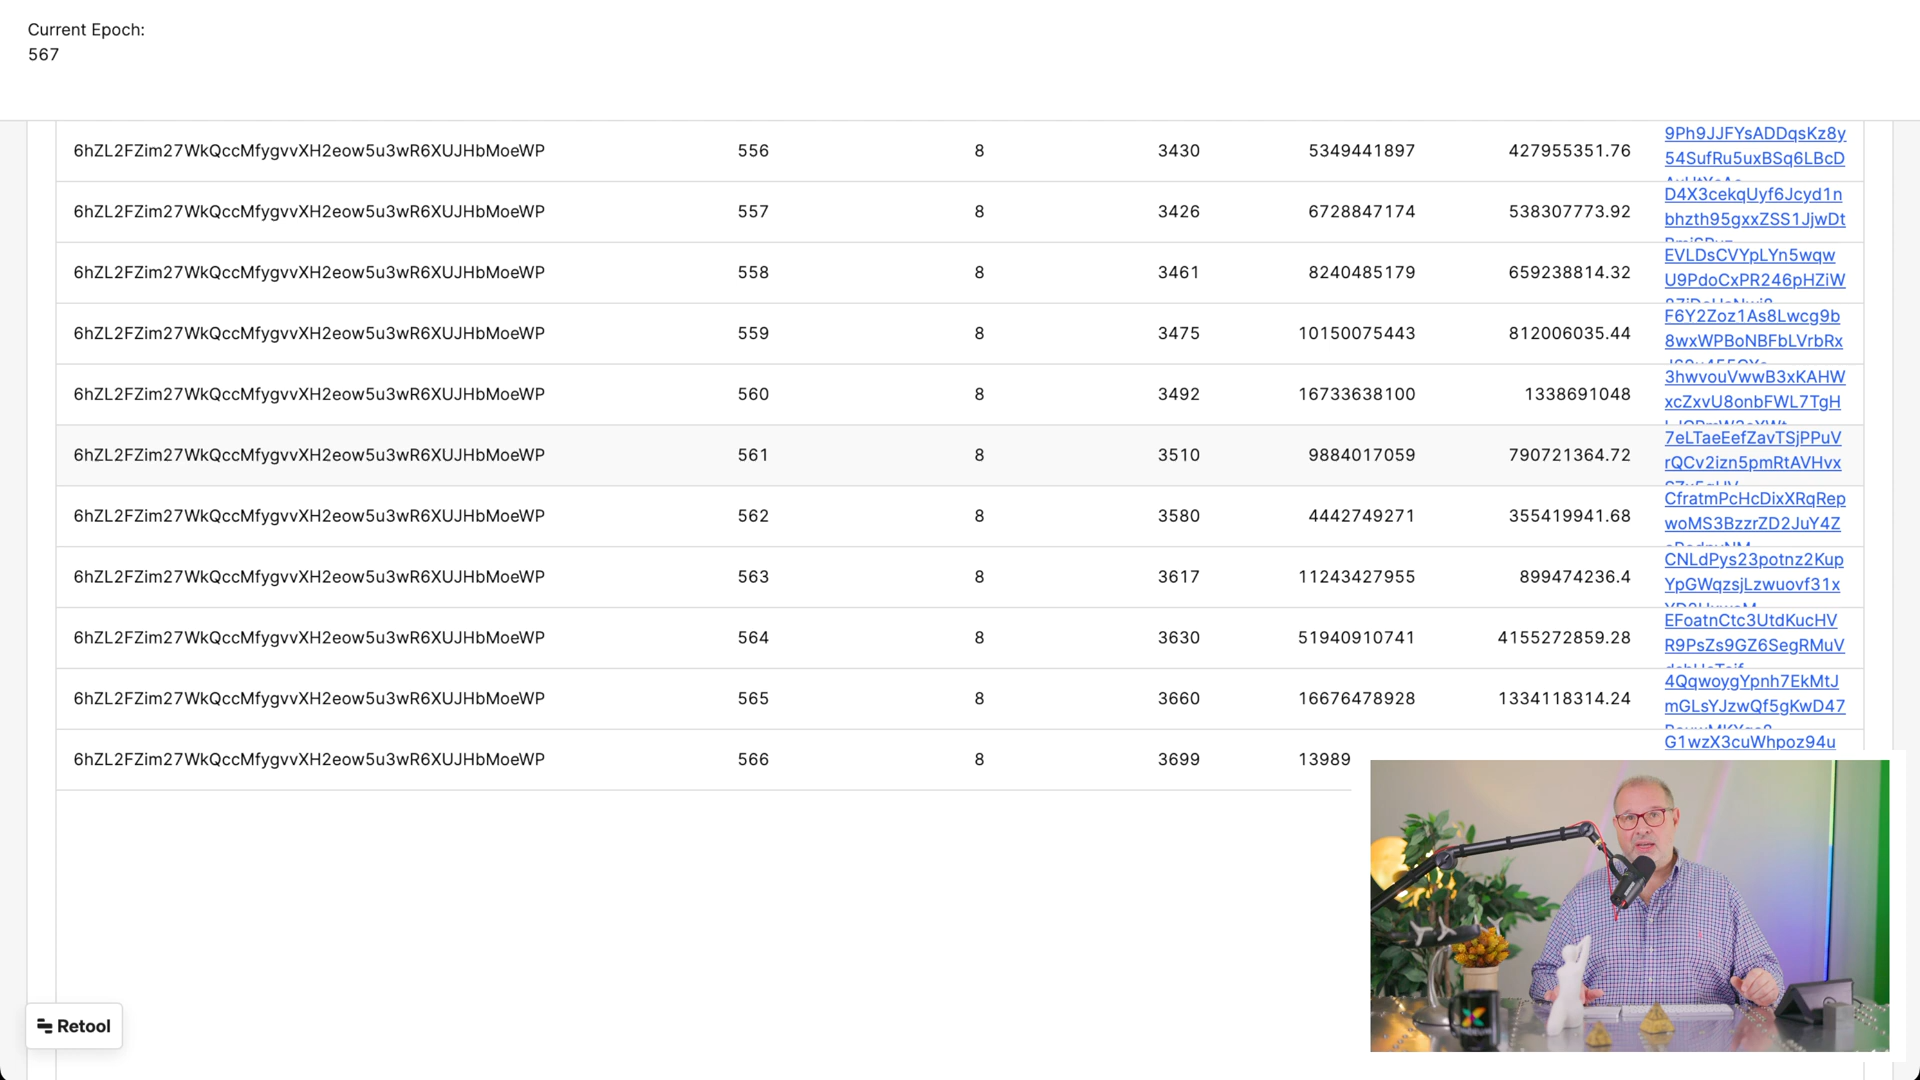 Current Epoch:
567
6hZL2FZim27WkQccMfygvvXH2eow5u3wR6XUJHbMoeWP 556 8 3430 5349441897 427955351.76 9Ph9JJFYsADDqsKz8y
54SufRu5uxBSq6LBcD
6hZL2FZim27WkQccMfygvvXH2eow5u3wR6XUJHbMoeWP 557 8 3426 6728847174 538307773.92 D4X3cekqUyf6Jcyd1n
bhzth95gxxZSS1JjwDt
6hZL2FZim27WkQccMfygvvXH2eow5u3wR6XUJHbMoeWP 558 8 3461 8240485179 659238814.32 EVLDsCVYpLYn5wqw
U9PdoCxPR246pHZiW
6hZL2FZim27WkQccMfygvvXH2eow5u3wR6XUJHbMoeWP 559 8 3475 10150075443 812006035.44 F6Y2Zoz1As8Lwcg9b
8wxWPBoNBFbLVrbRx
6hZL2FZim27WkQccMfygvvXH2eow5u3wR6XUJHbMoeWP 560 8 3492 16733638100 1338691048 3hwvouVwwB3xKAHW
xcZxvU8onbFWL7TgH
6hZL2FZim27WkQccMfygvvXH2eow5u3wR6XUJHbMoeWP 561 8 3510 9884017059 790721364.72 7eLTaeEefZavTSjPPuV
rQCv2izn5pmRtAVHvx
6hZL2FZim27WkQccMfygvvXH2eow5u3wR6XUJHbMoeWP 562 8 3580 4442749271 355419941.68 CfratmPcHcDixXRqRep
woMS3BzzrZD2JuY4Z
6hZL2FZim27WkQccMfygvvXH2eow5u3wR6XUJHbMoeWP 563 8 3617 11243427955 899474236.4 CNLdPys23potnz2Kup
YpGWqzsjLzwuovf31x
6hZL2FZim27WkQccMfygvvXH2eow5u3wR6XUJHbMoeWP 564 8 3630 51940910741 4155272859.28 EFoatnCtc3UtdKucHV
R9PsZs9GZ6SegRMuV
6hZL2FZim27WkQccMfygvvXH2eow5u3wR6XUJHbMoeWP 565 8 3660 16676478928 1334118314.24 4QqwoygYpnh7EkMtJ
mGLsYJzwQf5gKwD47
6hZL2FZim27WkQccMfygvvXH2eow5u3wR6XUJHbMoeWP 566 8 3699 13989 G1wzX3cuWhpoz94u
Retool